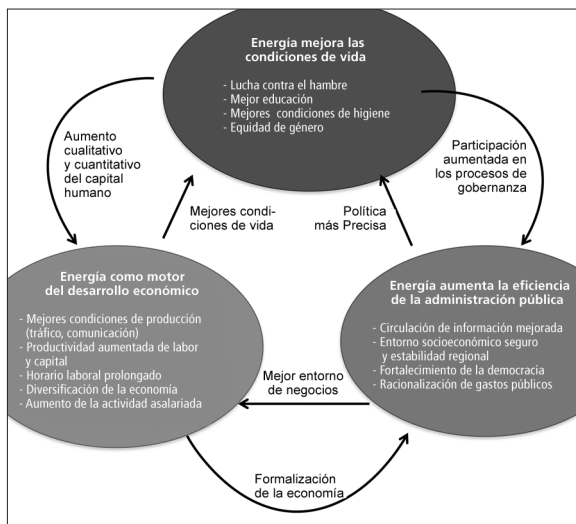 Energía mejora las
condiciones de vida
- Lucha contra el hambre
- Mejor educación
- Mejores condiciones de higiene
- Equidad de género
Aumento
cualitativo
y cuantitativo
del capital
humano
Participación
aumentada en
los procesos de
gobernanza
Mejores condi-
ciones de vida
Política
más Precisa
Energía como motor
del desarrollo económico
- Mejores condiciones de producción
(tráfico, comunicación)
- Productividad aumentada de labor
y capital
- Horario laboral prolongado
- Diversificación de la economía
- Aumento de la actividad asalariada
Energía aumenta la eficiencia
de la administración pública
- Circulación de información mejorada
- Entorno socioeconómico seguro
y estabilidad regional
- Fortalecimiento de la democracia
- Racionalización de gastos públicos
Mejor entorno
de negocios
Formalización
de la economía